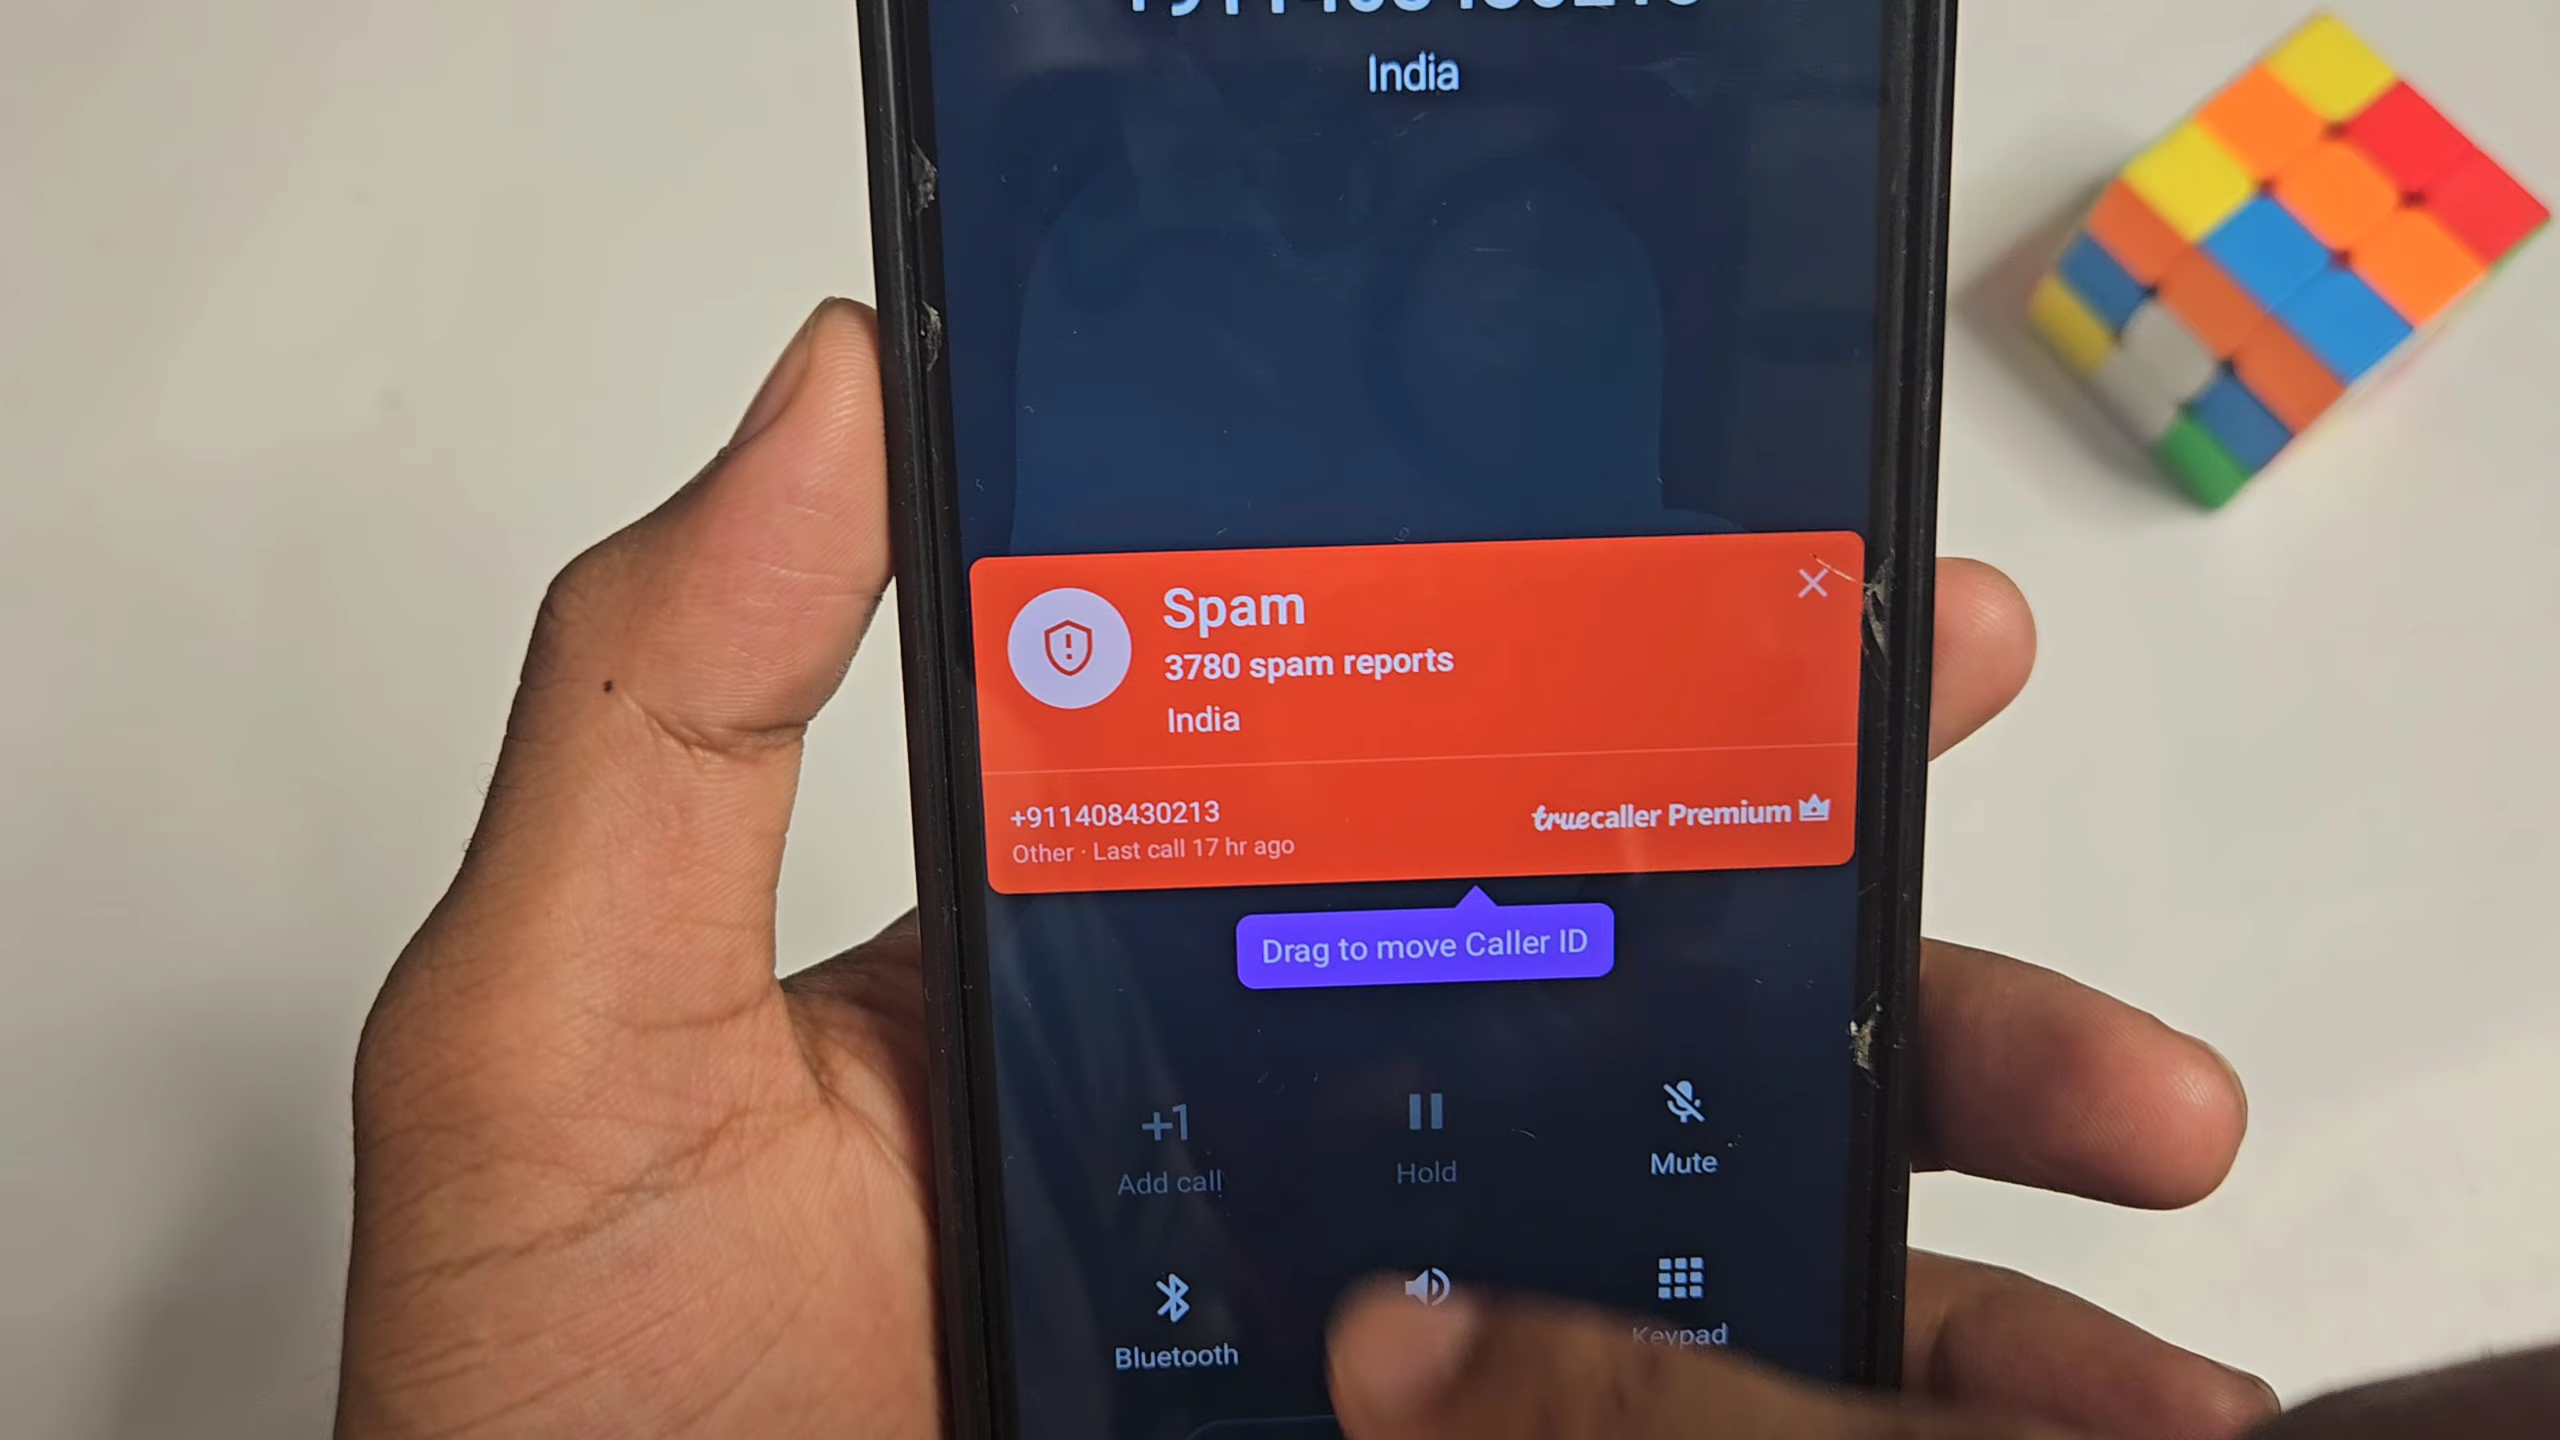 India
Spam
3780 spam reports
India
+911408430213
Other · Last call 17 hr ago
truecaller Premium
Drag to move Caller ID
+1
Add call
Hold
Mute
Bluetooth
Keypad